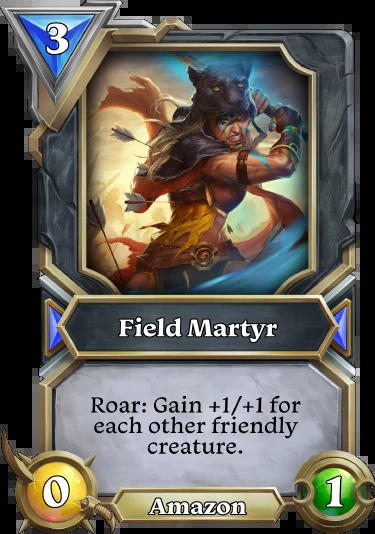 3
Field Martyr
Roar: Gain +1/+1 for
each other friendly
creature.
0
Amazon
1